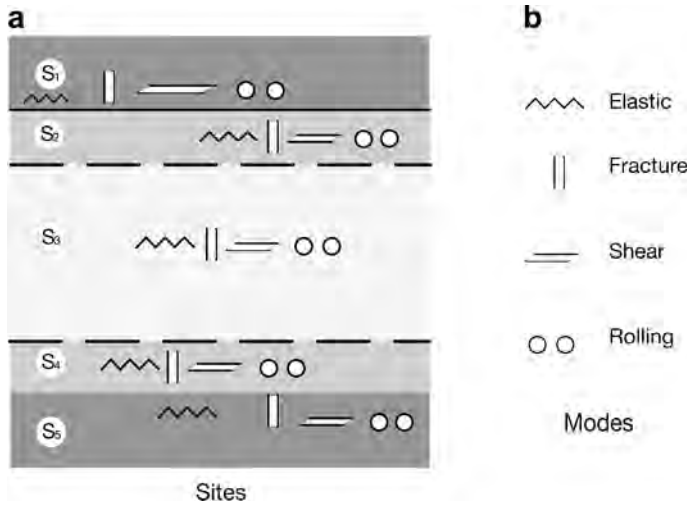 a
b
S₁
S₂
S₃
S₄
S₅
Sites
Elastic
Fracture
Shear
Rolling
Modes